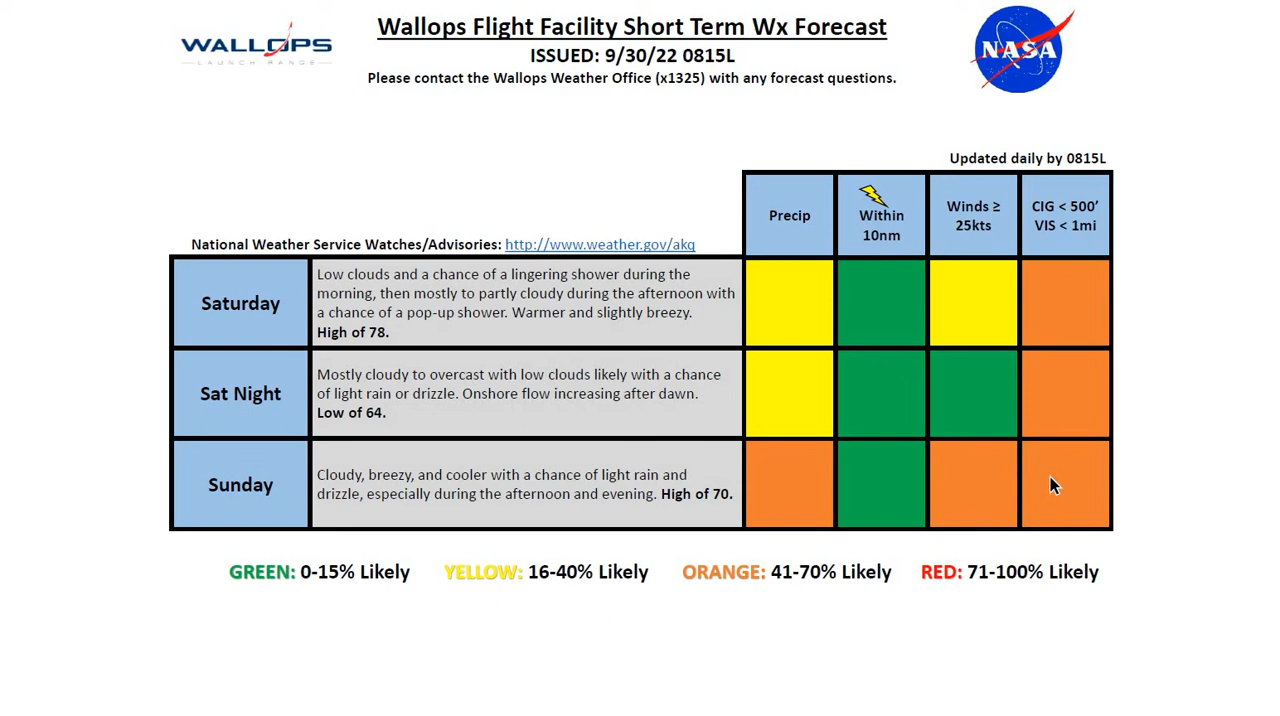 WALLOPS
LAUNCH RANGE
Wallops Flight Facility Short Term Wx Forecast
ISSUED: 9/30/22 0815L
Please contact the Wallops Weather Office (x1325) with any forecast questions.
NASA
Updated daily by 0815L
National Weather Service Watches/Advisories: http://www.weather.gov/akq
Precip
Within
10nm
Winds ≥
25kts
CIG < 500’
VIS < 1mi
Saturday
Low clouds and a chance of a lingering shower during the
morning, then mostly to partly cloudy during the afternoon with
a chance of a pop-up shower. Warmer and slightly breezy.
High of 78.
Sat Night
Mostly cloudy to overcast with low clouds likely with a chance
of light rain or drizzle. Onshore flow increasing after dawn.
Low of 64.
Sunday
Cloudy, breezy, and cooler with a chance of light rain and
drizzle, especially during the afternoon and evening. High of 70.
GREEN: 0-15% Likely YELLOW: 16-40% Likely ORANGE: 41-70% Likely RED: 71-100% Likely